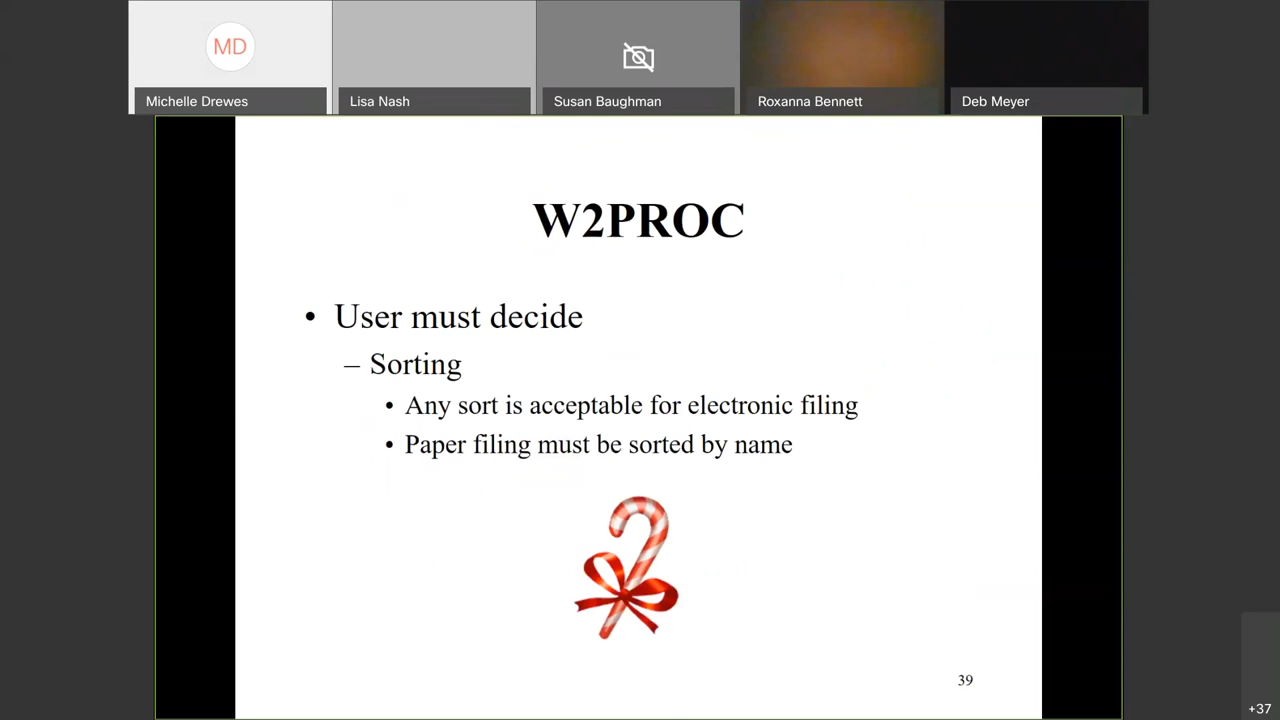 MD
Michelle Drewes
Lisa Nash
Susan Baughman
Roxanna Bennett
Deb Meyer
W2PROC
• User must decide
– Sorting
• Any sort is acceptable for electronic filing
• Paper filing must be sorted by name
39
+37